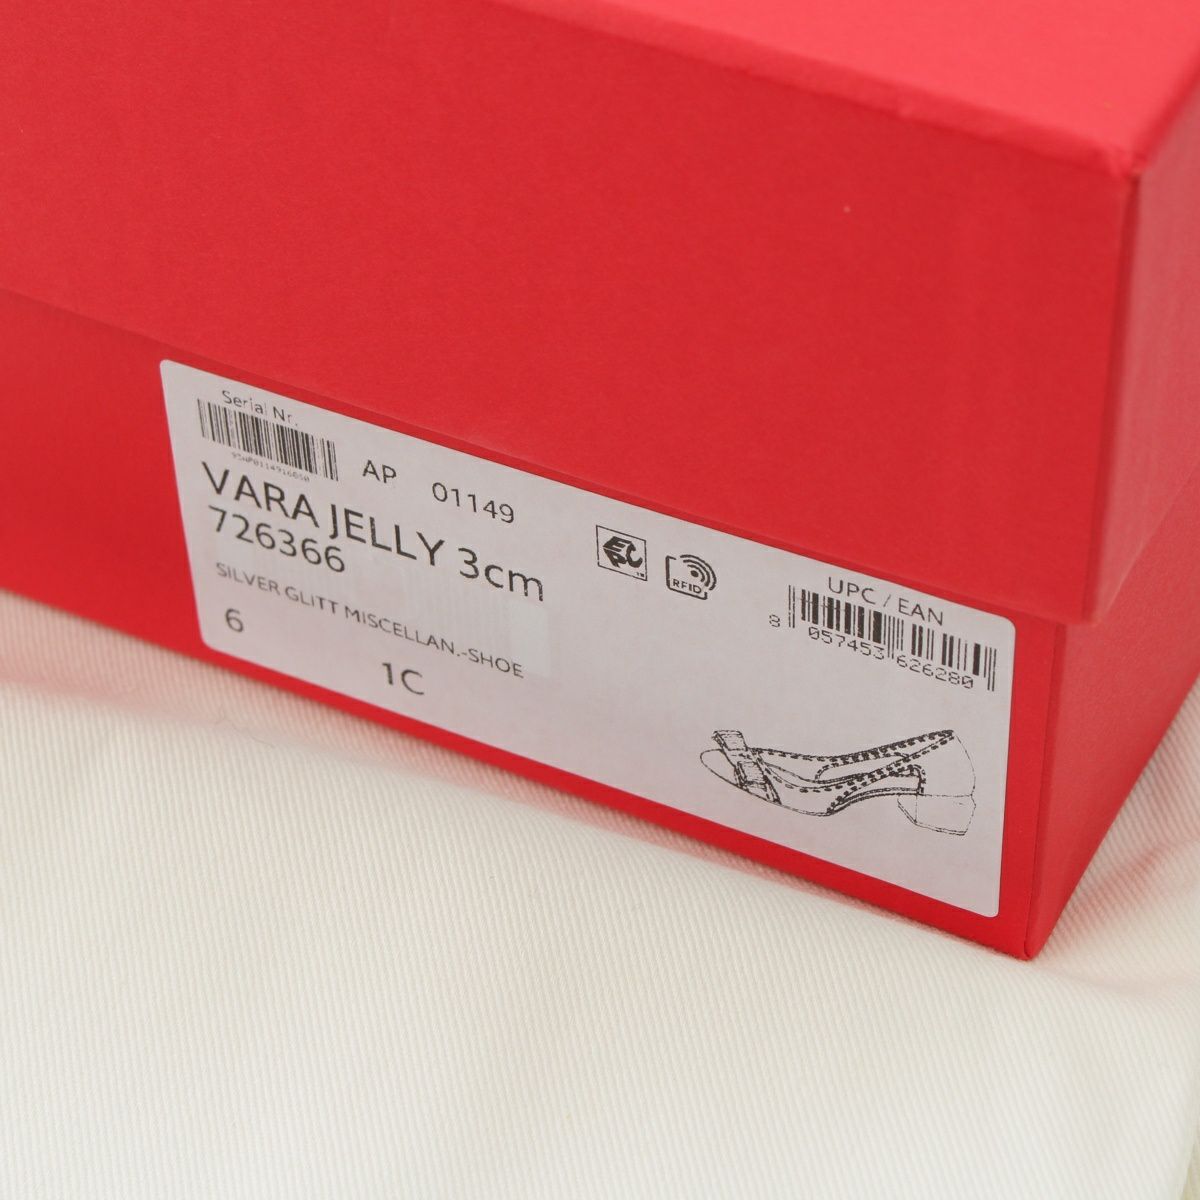 Serial Nr.
AP 01149
VARA JELLY 3cm
726366
SILVER GLITT MISCELLAN.-SHOE
6
1C
EPC
RFID
UPC / EAN
8 057453 626280